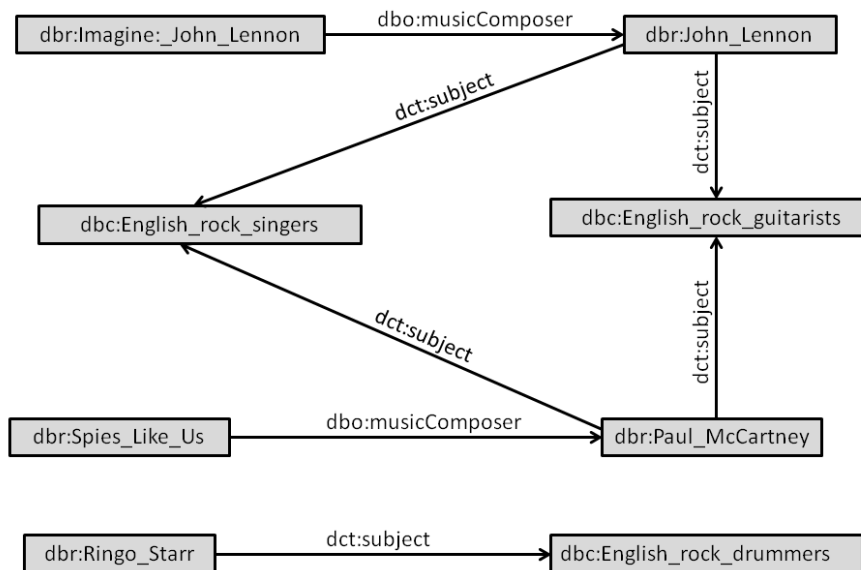 dbr:Imagine:_John_Lennon
dbo:musicComposer
dbr:John_Lennon
dct:subject
dct:subject
dbc:English_rock_singers
dbc:English_rock_guitarists
dct:subject
dct:subject
dbr:Spies_Like_Us
dbo:musicComposer
dbr:Paul_McCartney
dbr:Ringo_Starr
dct:subject
dbc:English_rock_drummers